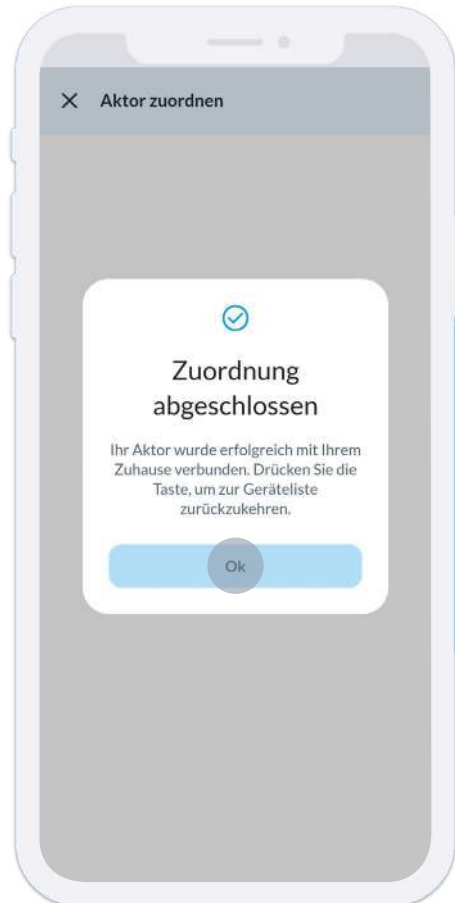 Aktor zuordnen
Zuordnung
abgeschlossen
Ihr Aktor wurde erfolgreich mit Ihrem
Zuhause verbunden. Drücken Sie die
Taste, um zur Geräteliste
zurückzukehren.
Ok